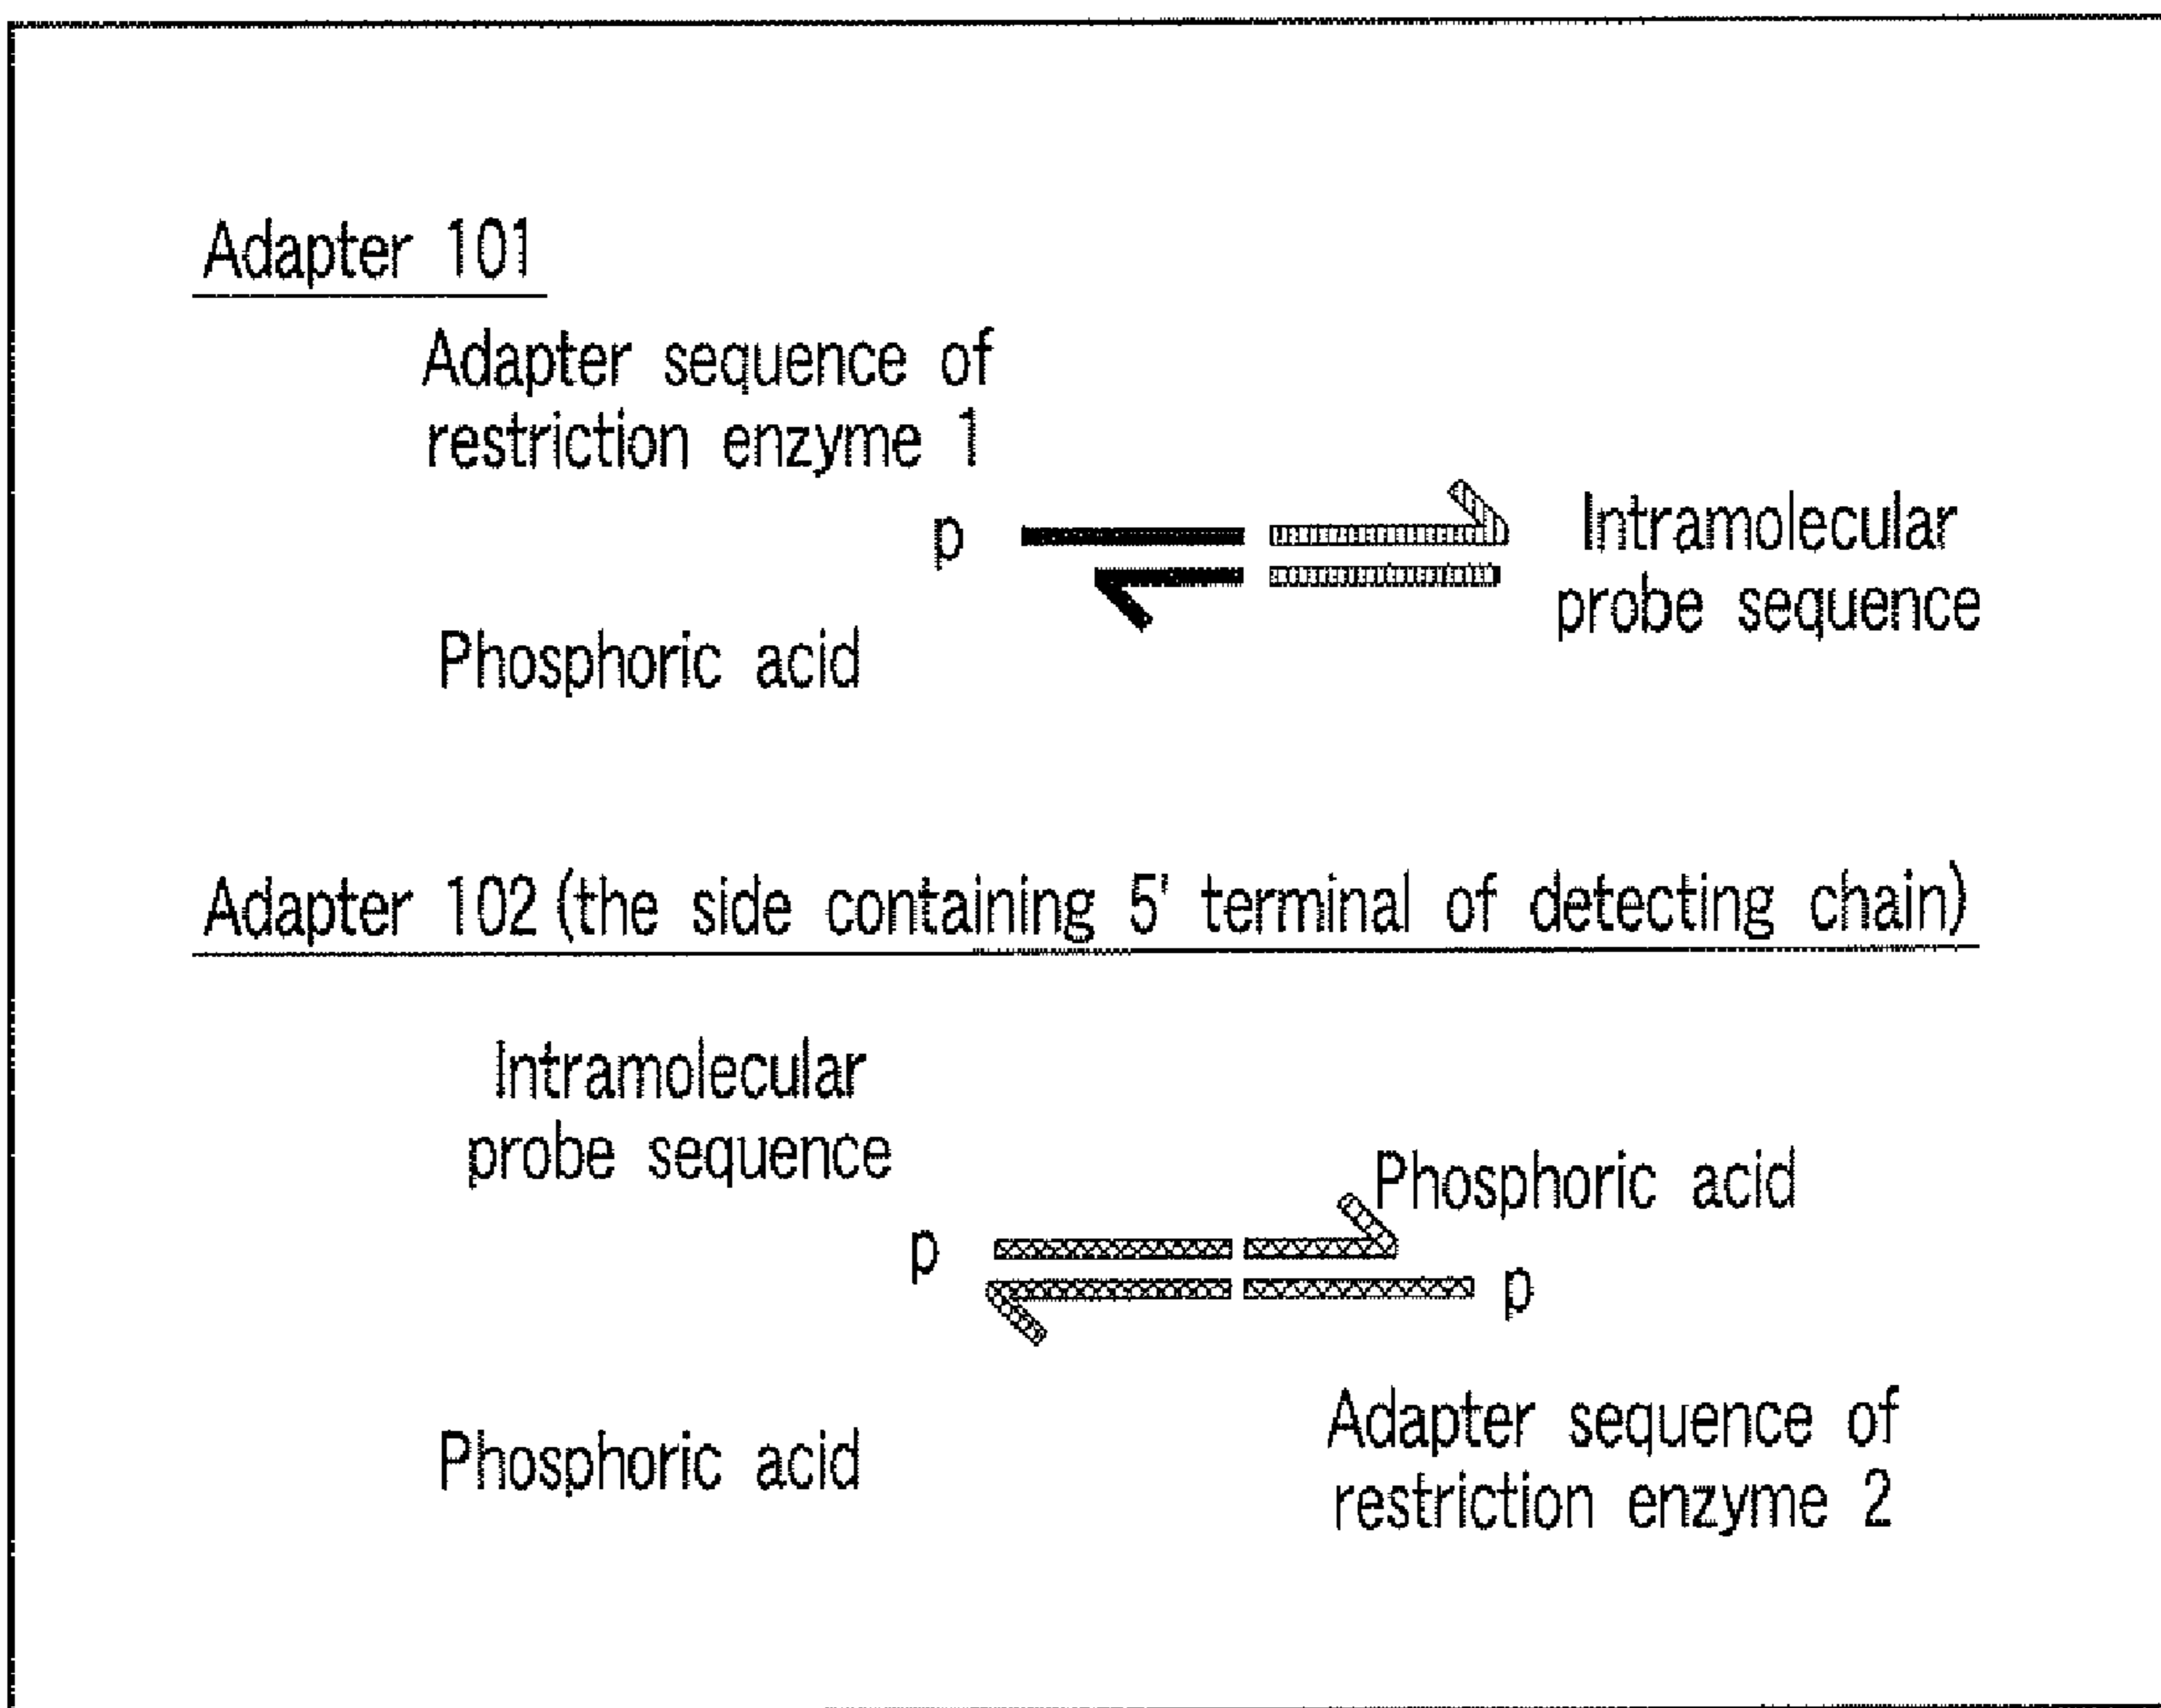 Adapter 101
Adapter sequence of
restriction enzyme 1
p
Intramolecular
probe sequence
Phosphoric acid
Adapter 102 (the side containing 5' terminal of detecting chain)
Intramolecular
probe sequence
Phosphoric acid
p
p
Phosphoric acid
Adapter sequence of
restriction enzyme 2